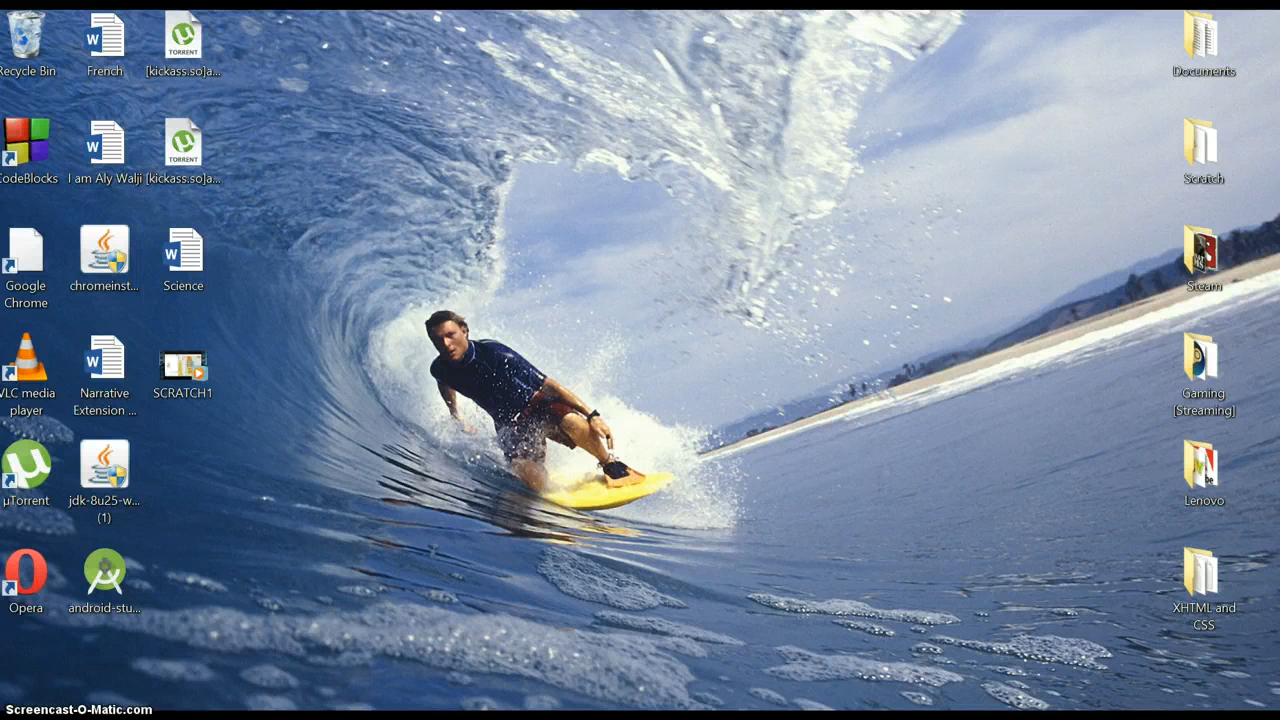 Recycle Bin
French
[kickass.so]a...
TORRENT
Documents
CodeBlocks
I am Aly Walji
[kickass.so]a...
TORRENT
Scratch
Google
Chrome
chromeinst...
Science
Steam
VLC media
player
Narrative
Extension ...
SCRATCH1
Gaming
[Streaming]
µTorrent
jdk-8u25-w...
(1)
Lenovo
Opera
android-stu...
XHTML and
CSS
Screencast-O-Matic.com